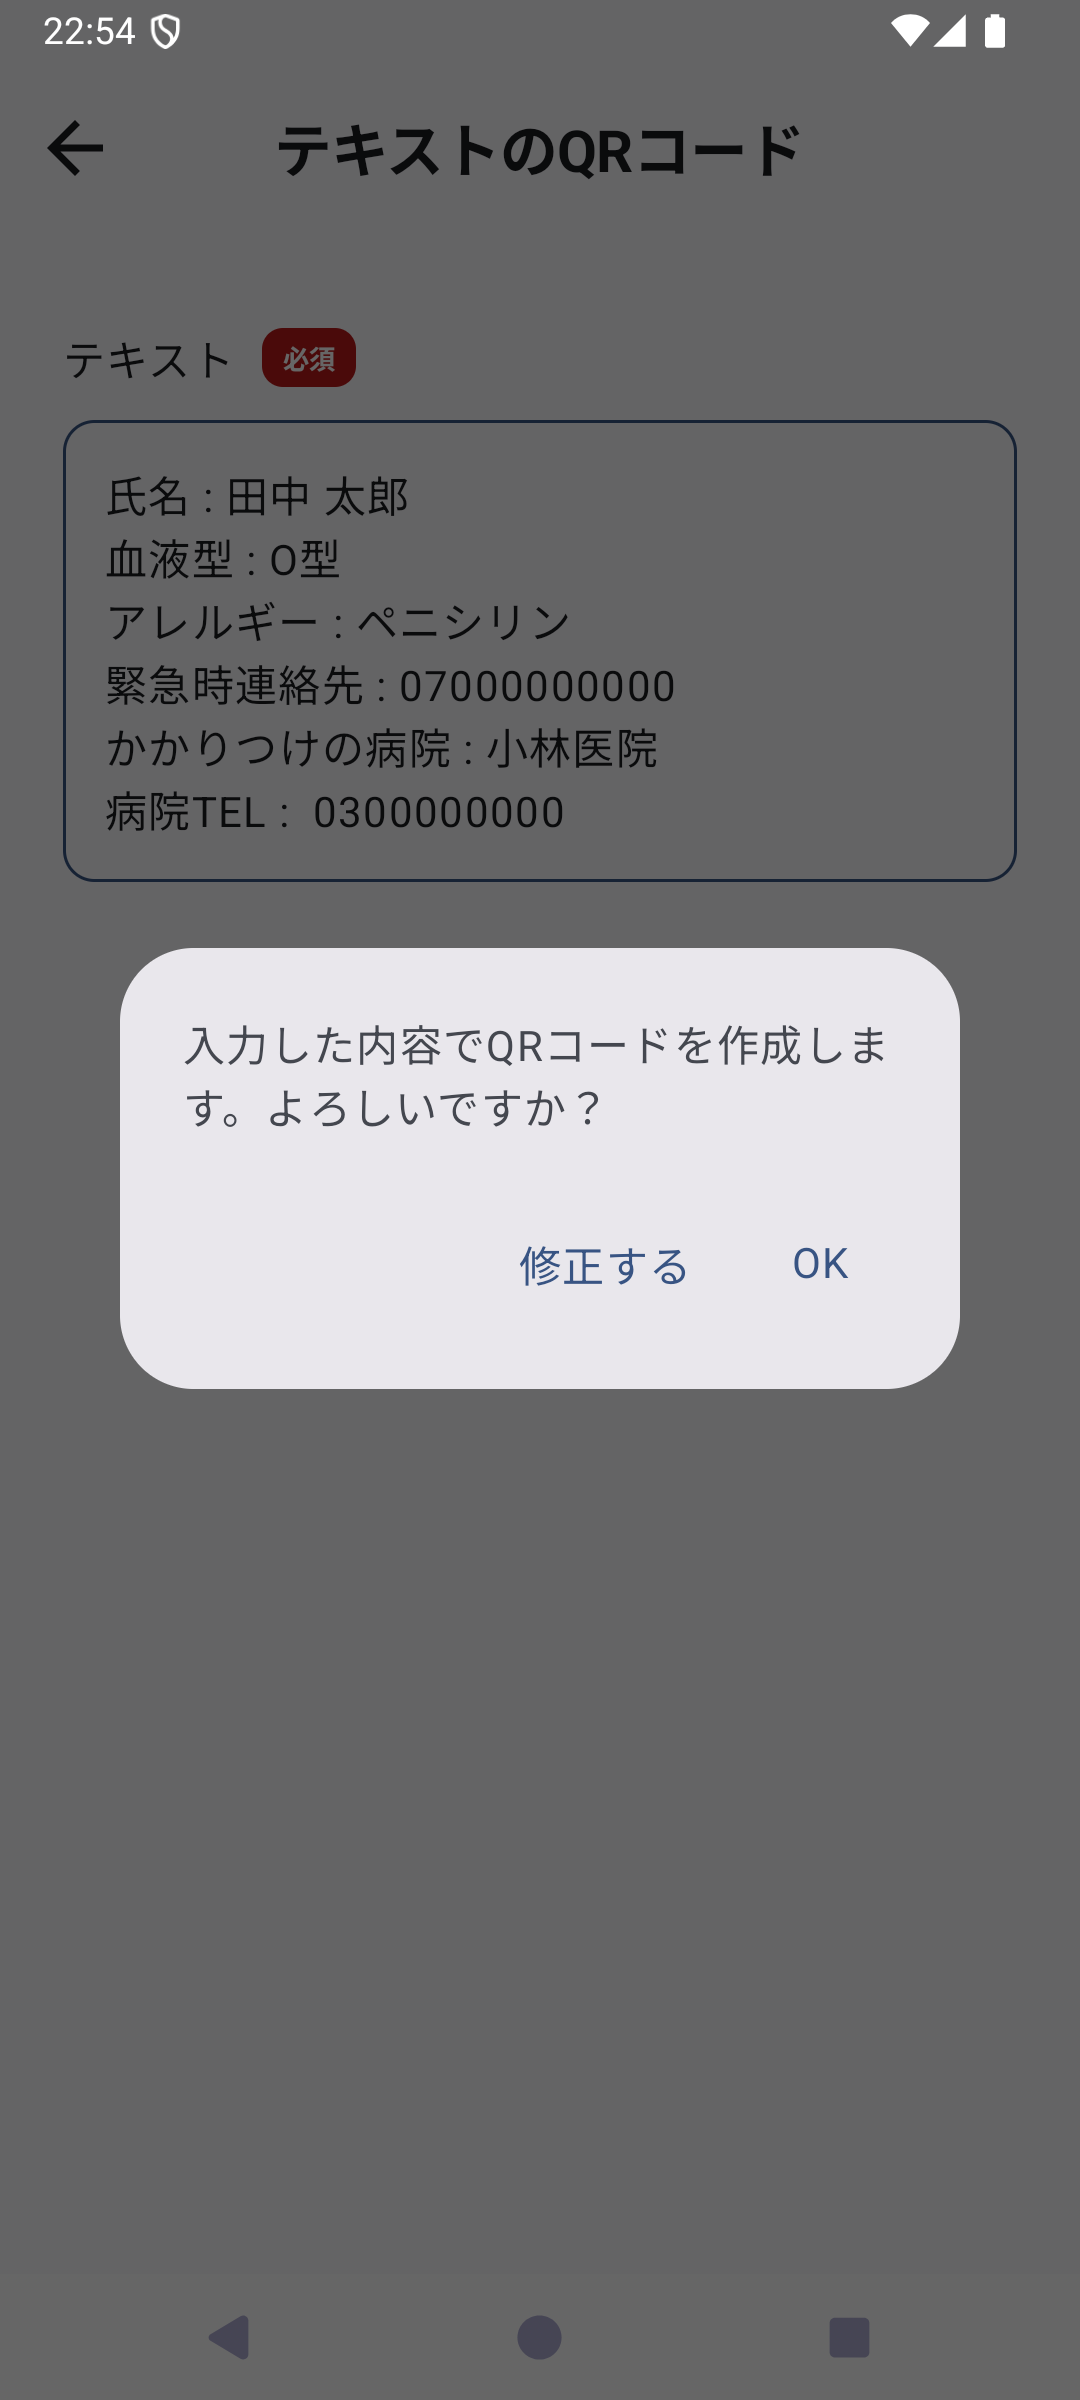 22:54
テキストのQRコード
テキスト 必須
氏名 : 田中 太郎
血液型 : O型
アレルギー : ペニシリン
緊急時連絡先 : 07000000000
かかりつけの病院 : 小林医院
病院TEL :  0300000000
入力した内容でQRコードを作成しま
す。よろしいですか？
修正する OK